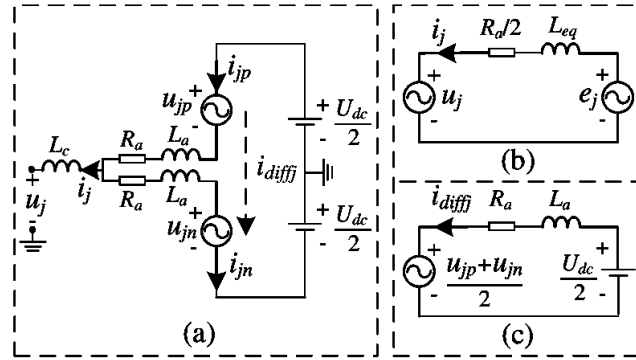 i_jp
u_jp + -
L_c
R_a
L_a
i_diffj
+ U_dc/2 -
+ u_j -
i_j
R_a
L_a
u_jn + -
+ U_dc/2 -
i_jn
(a)
i_j
R_a/2
L_eq
+ u_j -
e_j + -
(b)
i_diffj
R_a
L_a
+ (u_jp+u_jn)/2 -
U_dc/2 + -
(c)